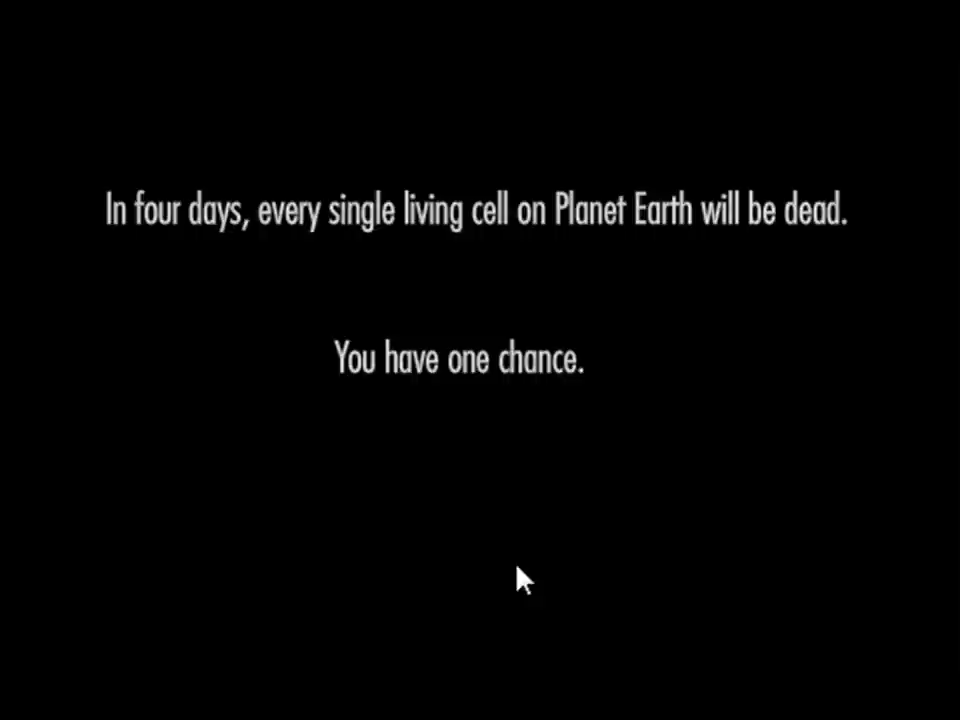 In four days, every single living cell on Planet Earth will be dead.
You have one chance.